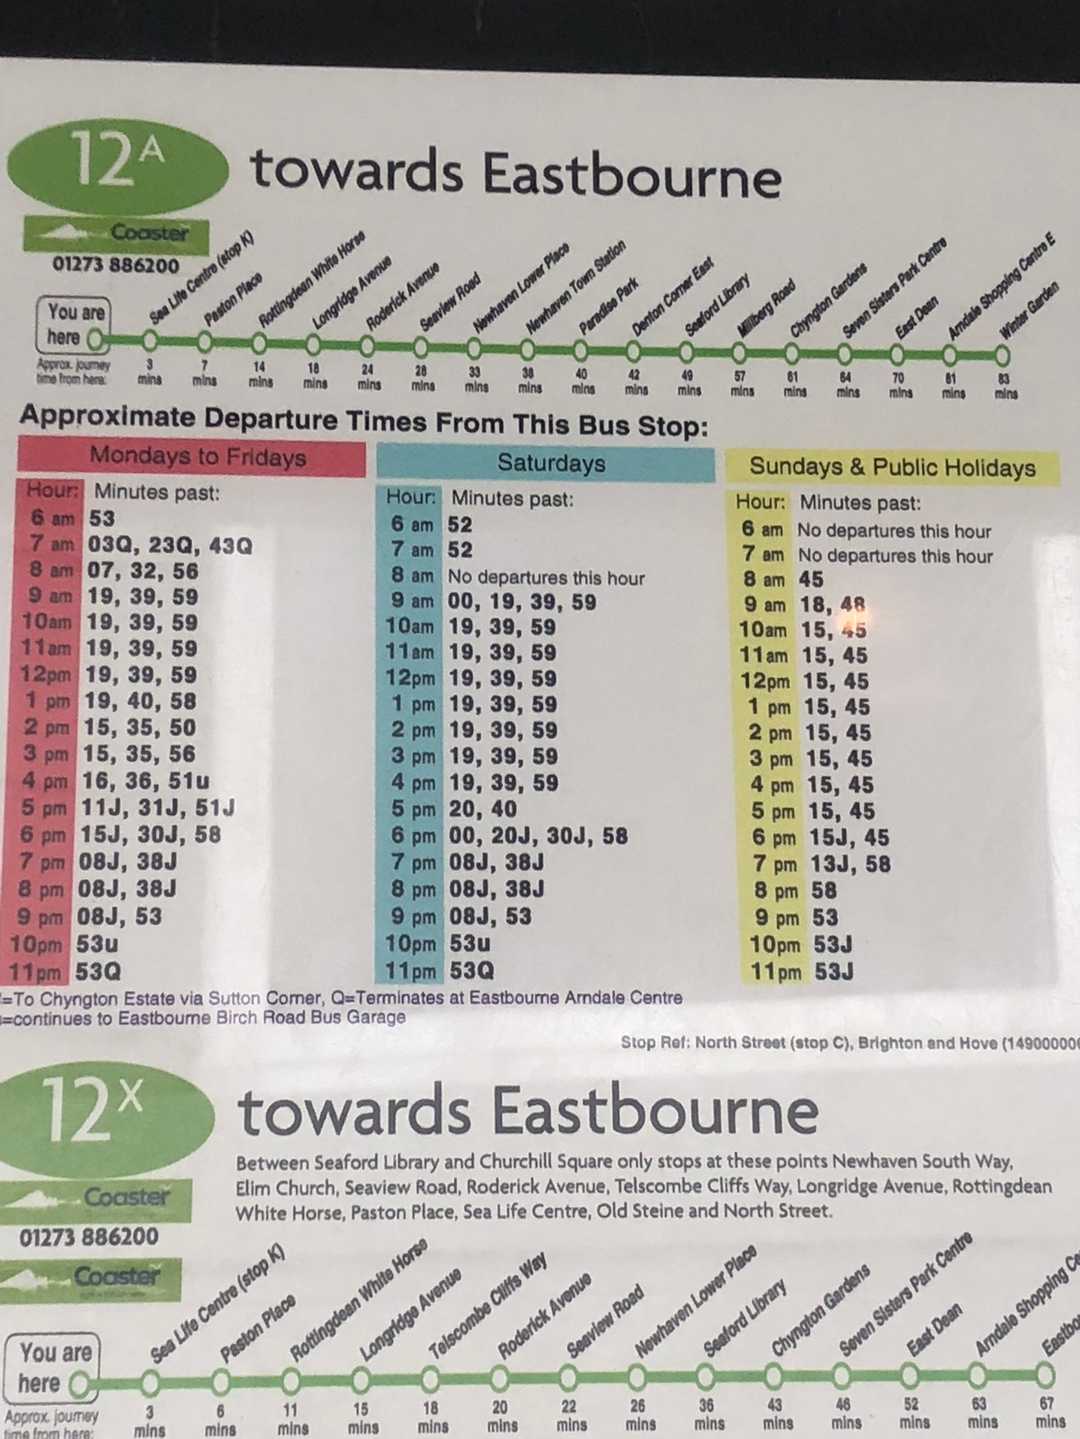 12A towards Eastbourne
Coaster
01273 886200
You are
here
Sea Life Centre (stop K)
Paston Place
Rottingdean White Horse
Longridge Avenue
Roderick Avenue
Seaview Road
Newhaven Lower Place
Newhaven Town Station
Paradise Park
Denton Corner East
Seaford Library
Millberg Road
Chyngton Gardens
Seven Sisters Park Centre
East Dean
Arndale Shopping Centre E
Winter Garden
Approx. journey
time from here:
3 7 14 18 24 28 33 38 40 42 49 57 61 64 70 81 83
mins mins mins mins mins mins mins mins mins mins mins mins mins mins mins mins mins
Approximate Departure Times From This Bus Stop:
Mondays to Fridays
Hour: Minutes past:
6 am 53
7 am 03Q, 23Q, 43Q
8 am 07, 32, 56
9 am 19, 39, 59
10am 19, 39, 59
11am 19, 39, 59
12pm 19, 39, 59
1 pm 19, 40, 58
2 pm 15, 35, 50
3 pm 15, 35, 56
4 pm 16, 36, 51u
5 pm 11J, 31J, 51J
6 pm 15J, 30J, 58
7 pm 08J, 38J
8 pm 08J, 38J
9 pm 08J, 53
10pm 53u
11pm 53Q
Saturdays
Hour: Minutes past:
6 am 52
7 am 52
8 am No departures this hour
9 am 00, 19, 39, 59
10am 19, 39, 59
11am 19, 39, 59
12pm 19, 39, 59
1 pm 19, 39, 59
2 pm 19, 39, 59
3 pm 19, 39, 59
4 pm 19, 39, 59
5 pm 20, 40
6 pm 00, 20J, 30J, 58
7 pm 08J, 38J
8 pm 08J, 38J
9 pm 08J, 53
10pm 53u
11pm 53Q
Sundays & Public Holidays
Hour: Minutes past:
6 am No departures this hour
7 am No departures this hour
8 am 45
9 am 18, 48
10am 15, 45
11am 15, 45
12pm 15, 45
1 pm 15, 45
2 pm 15, 45
3 pm 15, 45
4 pm 15, 45
5 pm 15, 45
6 pm 15J, 45
7 pm 13J, 58
8 pm 58
9 pm 53
10pm 53J
11pm 53J
=To Chyngton Estate via Sutton Corner, Q=Terminates at Eastbourne Arndale Centre
=continues to Eastbourne Birch Road Bus Garage
Stop Ref: North Street (stop C), Brighton and Hove (149000000
12X towards Eastbourne
Between Seaford Library and Churchill Square only stops at these points Newhaven South Way,
Elim Church, Seaview Road, Roderick Avenue, Telscombe Cliffs Way, Longridge Avenue, Rottingdean
White Horse, Paston Place, Sea Life Centre, Old Steine and North Street.
Coaster
01273 886200
Coaster
You are
here
Sea Life Centre (stop K)
Paston Place
Rottingdean White Horse
Longridge Avenue
Telscombe Cliffs Way
Roderick Avenue
Seaview Road
Newhaven Lower Place
Seaford Library
Chyngton Gardens
Seven Sisters Park Centre
East Dean
Arndale Shopping Ce
Eastbo
Approx. journey
time from here:
3 6 11 15 18 20 22 26 36 43 46 52 63 67
mins mins mins mins mins mins mins mins mins mins mins mins mins mins